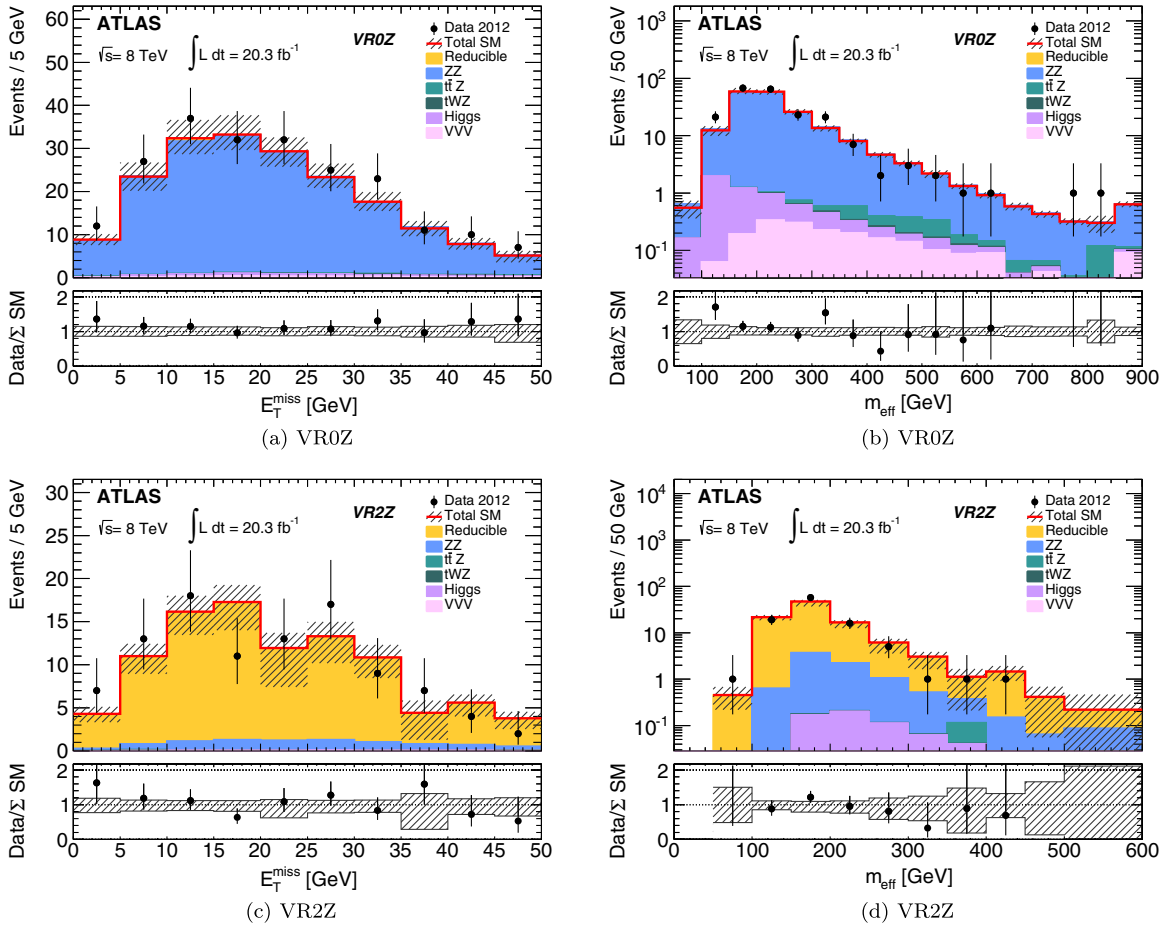 ATLAS
√s= 8 TeV ∫ L dt = 20.3 fb⁻¹
VR0Z
Data 2012
Total SM
Reducible
ZZ
tt̄ Z
tWZ
Higgs
VVV
Events / 5 GeV
60
50
40
30
20
10
0
Data/Σ SM
2
1
0
0 5 10 15 20 25 30 35 40 45 50
E_T^miss [GeV]
(a) VR0Z
ATLAS
√s= 8 TeV ∫ L dt = 20.3 fb⁻¹
VR0Z
Data 2012
Total SM
Reducible
ZZ
tt̄ Z
tWZ
Higgs
VVV
Events / 50 GeV
10³
10²
10
1
10⁻¹
Data/Σ SM
2
1
0
100 200 300 400 500 600 700 800 900
m_eff [GeV]
(b) VR0Z
ATLAS
√s= 8 TeV ∫ L dt = 20.3 fb⁻¹
VR2Z
Data 2012
Total SM
Reducible
ZZ
tt̄ Z
tWZ
Higgs
VVV
Events / 5 GeV
30
25
20
15
10
5
0
Data/Σ SM
2
1
0
0 5 10 15 20 25 30 35 40 45 50
E_T^miss [GeV]
(c) VR2Z
ATLAS
√s= 8 TeV ∫ L dt = 20.3 fb⁻¹
VR2Z
Data 2012
Total SM
Reducible
ZZ
tt̄ Z
tWZ
Higgs
VVV
Events / 50 GeV
10⁴
10³
10²
10
1
10⁻¹
Data/Σ SM
2
1
0
0 100 200 300 400 500 600
m_eff [GeV]
(d) VR2Z